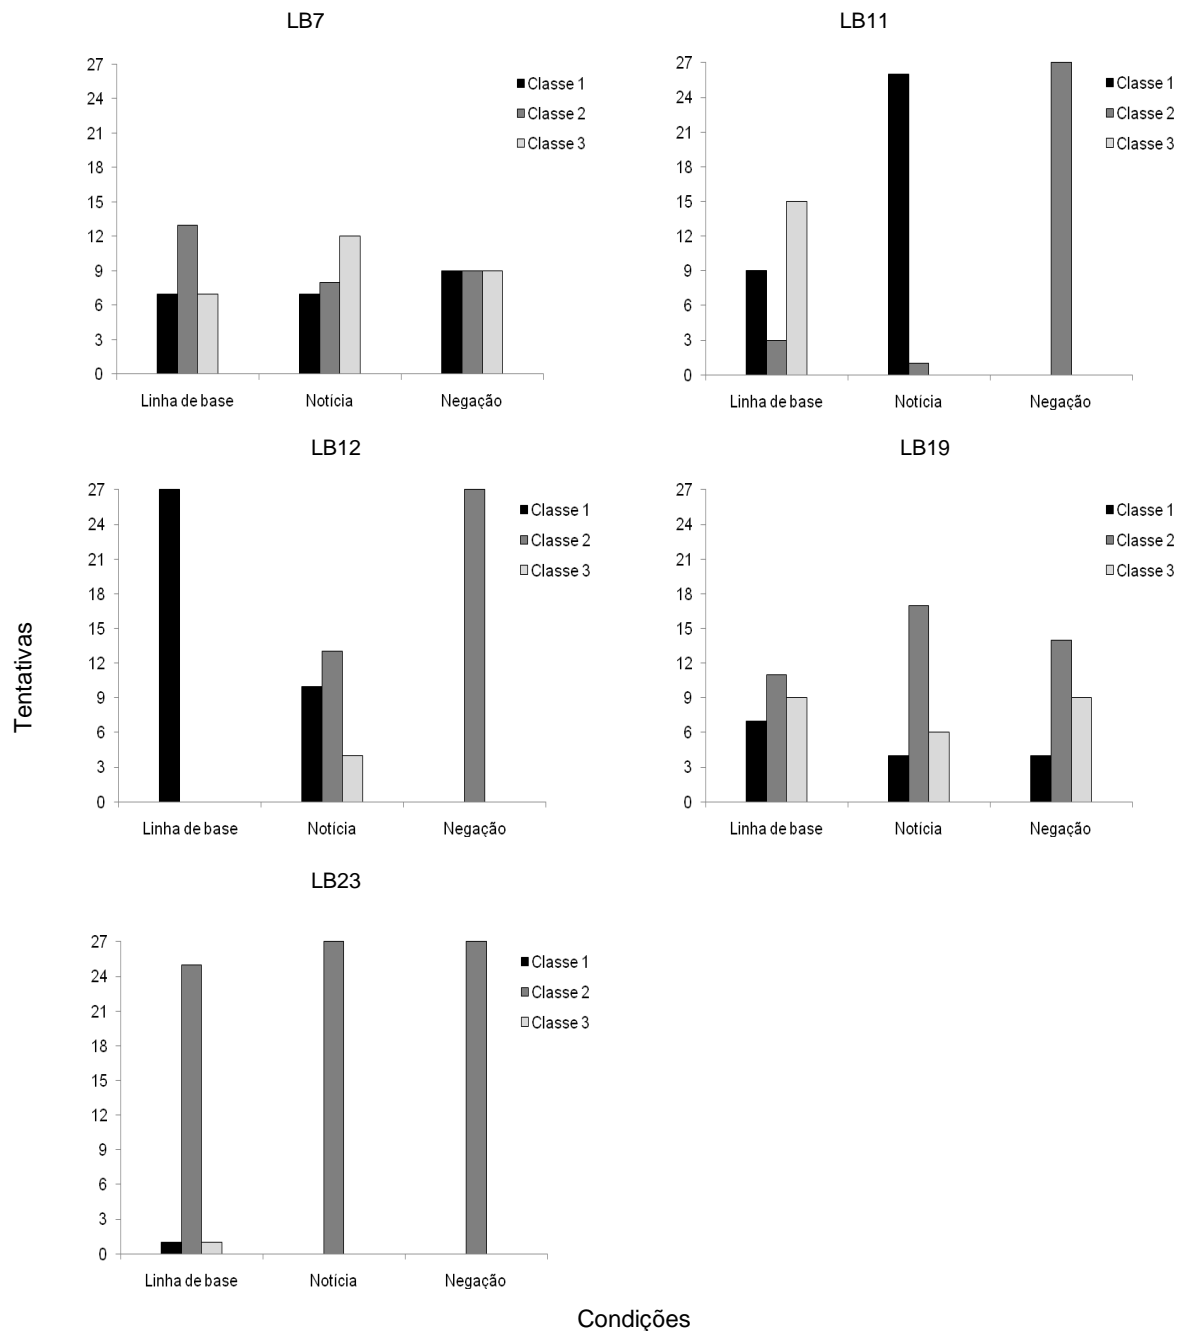 LB7
27
24
21
18
15
12
9
6
3
0
Classe 1
Classe 2
Classe 3
Linha de base Notícia Negação
LB11
27
24
21
18
15
12
9
6
3
0
Classe 1
Classe 2
Classe 3
Linha de base Notícia Negação
LB12
27
24
21
18
15
12
9
6
3
0
Classe 1
Classe 2
Classe 3
Linha de base Notícia Negação
LB19
27
24
21
18
15
12
9
6
3
0
Classe 1
Classe 2
Classe 3
Linha de base Notícia Negação
Tentativas
LB23
27
24
21
18
15
12
9
6
3
0
Classe 1
Classe 2
Classe 3
Linha de base Notícia Negação
Condições